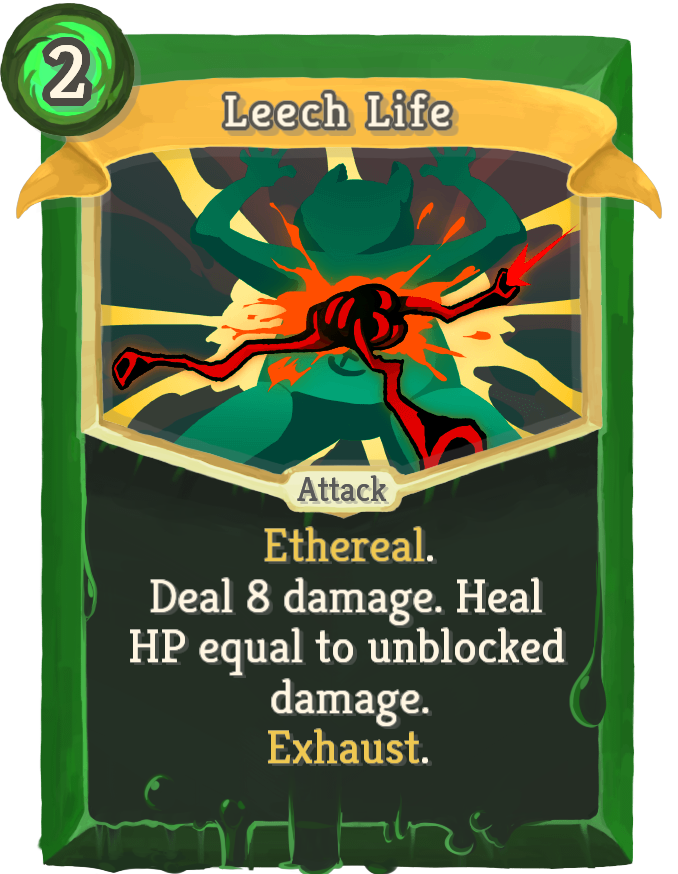 2
Leech Life
Attack
Ethereal.
Deal 8 damage. Heal
HP equal to unblocked
damage.
Exhaust.